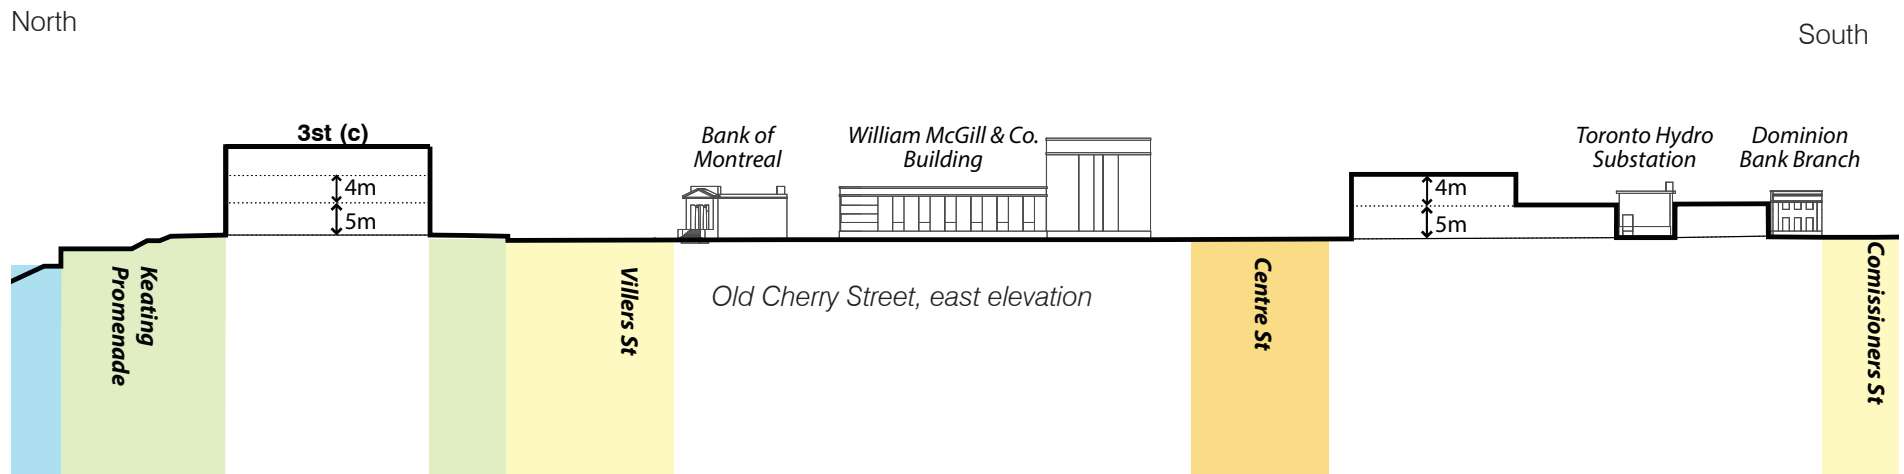 North
South
3st (c)
4m
5m
Bank of
Montreal
William McGill & Co.
Building
4m
5m
Toronto Hydro
Substation
Dominion
Bank Branch
Keating
Promenade
Villers St
Old Cherry Street, east elevation
Centre St
Comissioners St